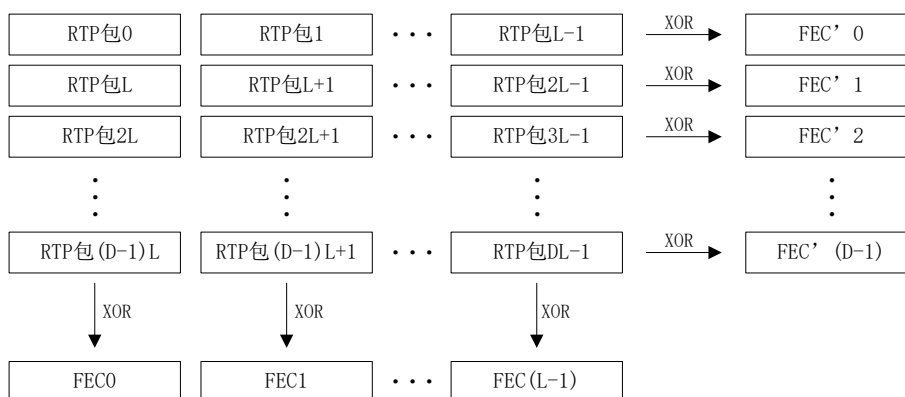 RTP包0 RTP包1 ··· RTP包L-1 XOR FEC’0
RTP包L RTP包L+1 ··· RTP包2L-1 XOR FEC’1
RTP包2L RTP包2L+1 ··· RTP包3L-1 XOR FEC’2
RTP包(D-1)L RTP包(D-1)L+1 ··· RTP包DL-1 XOR FEC’(D-1)
XOR XOR XOR
FEC0 FEC1 ··· FEC(L-1)